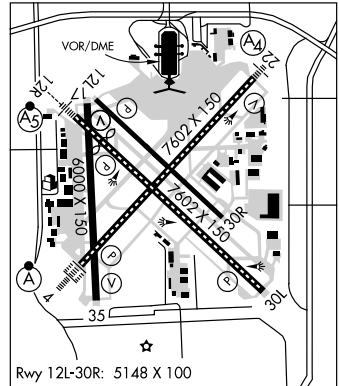 VOR/DME
A4
22
12R
12L
17
P
V
A5
V
P
7602 X 150
6000 X 150
7602 X 150
30R
A
P
V
P
4
35
30L
Rwy 12L-30R: 5148 X 100